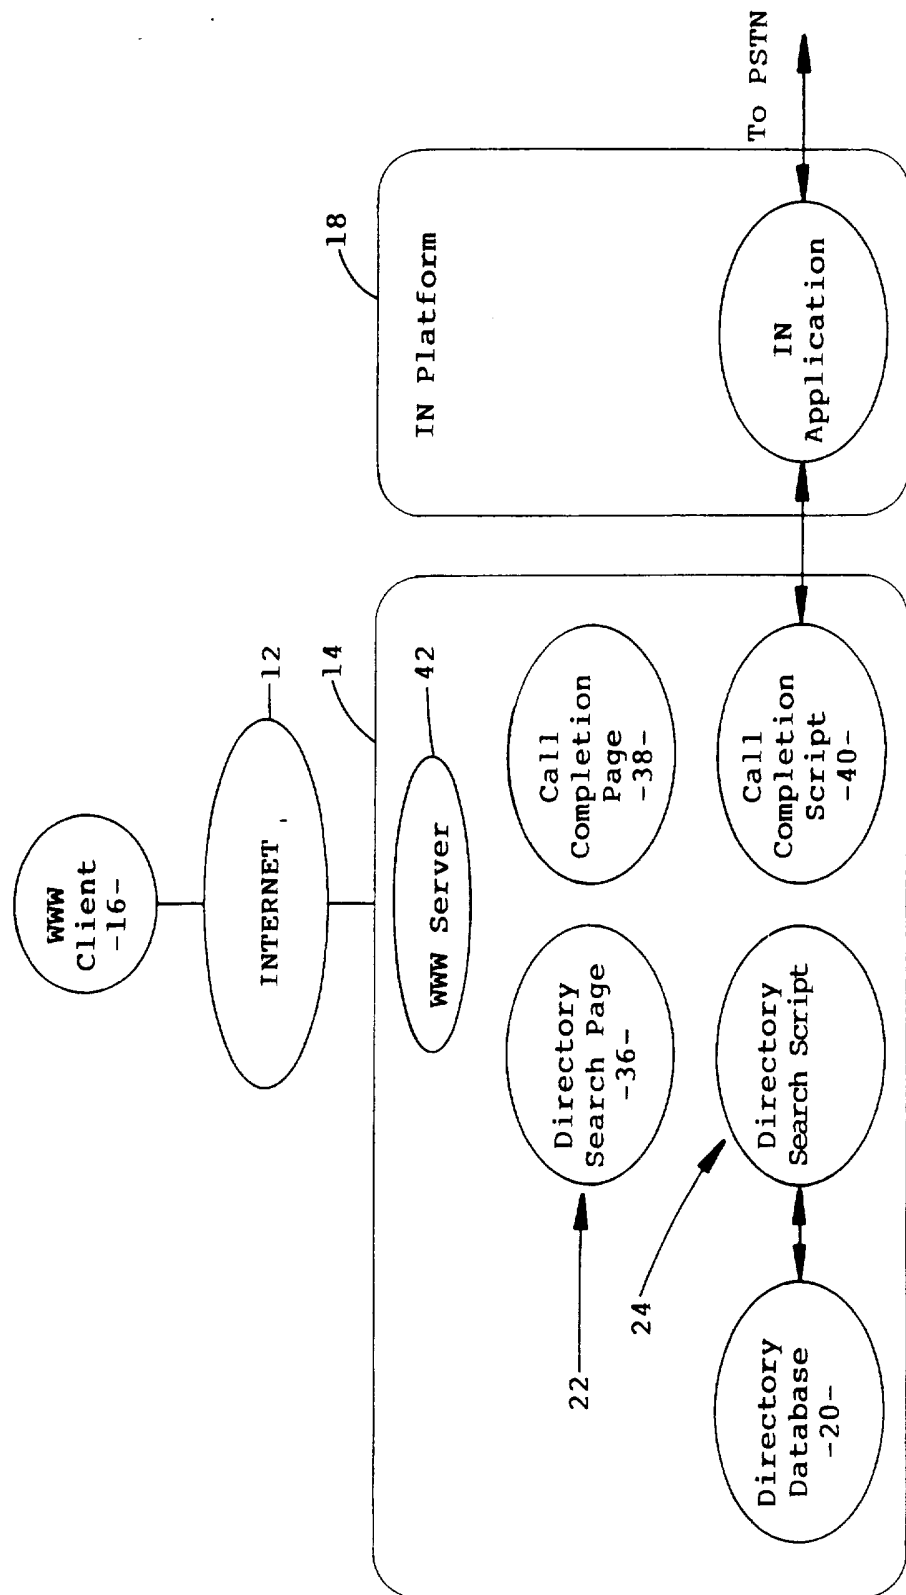 WWW
Client
-16-
INTERNET
12
14
WWW Server
42
18
IN Platform
Directory
Search Page
-36-
22
Call
Completion
Page
-38-
Directory
Database
-20-
24
Directory
Search Script
Call
Completion
Script
-40-
IN
Application
To PSTN